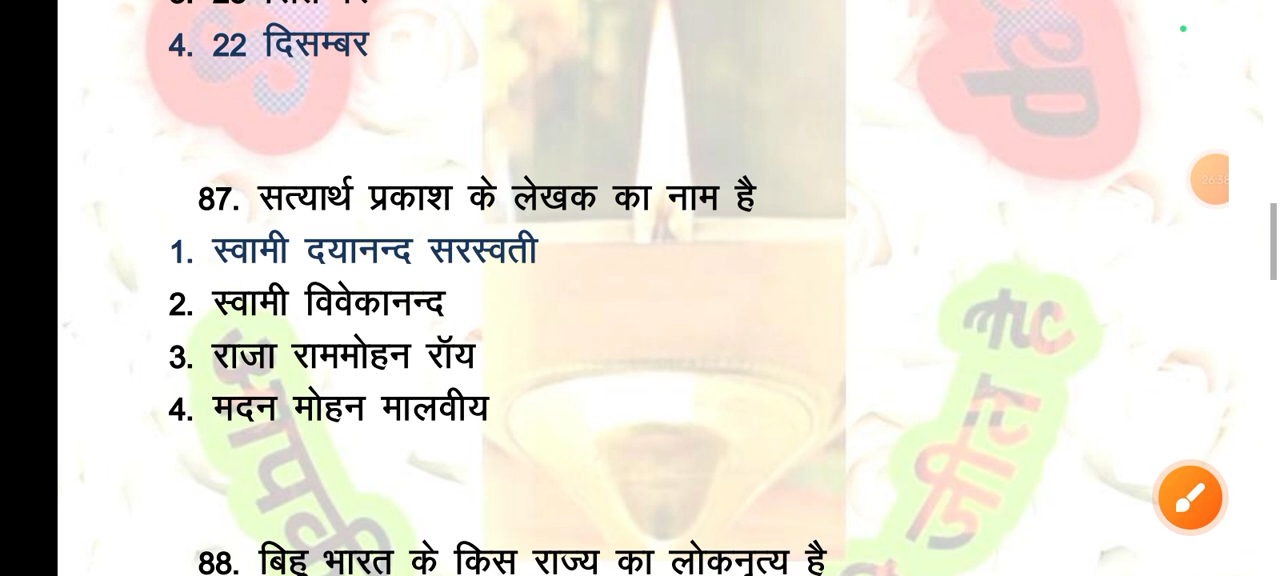 4. 22 दिसम्बर
87. सत्यार्थ प्रकाश के लेखक का नाम है
1. स्वामी दयानन्द सरस्वती
2. स्वामी विवेकानन्द
3. राजा राममोहन रॉय
4. मदन मोहन मालवीय
88. बिहु भारत के किस राज्य का लोकनृत्य है